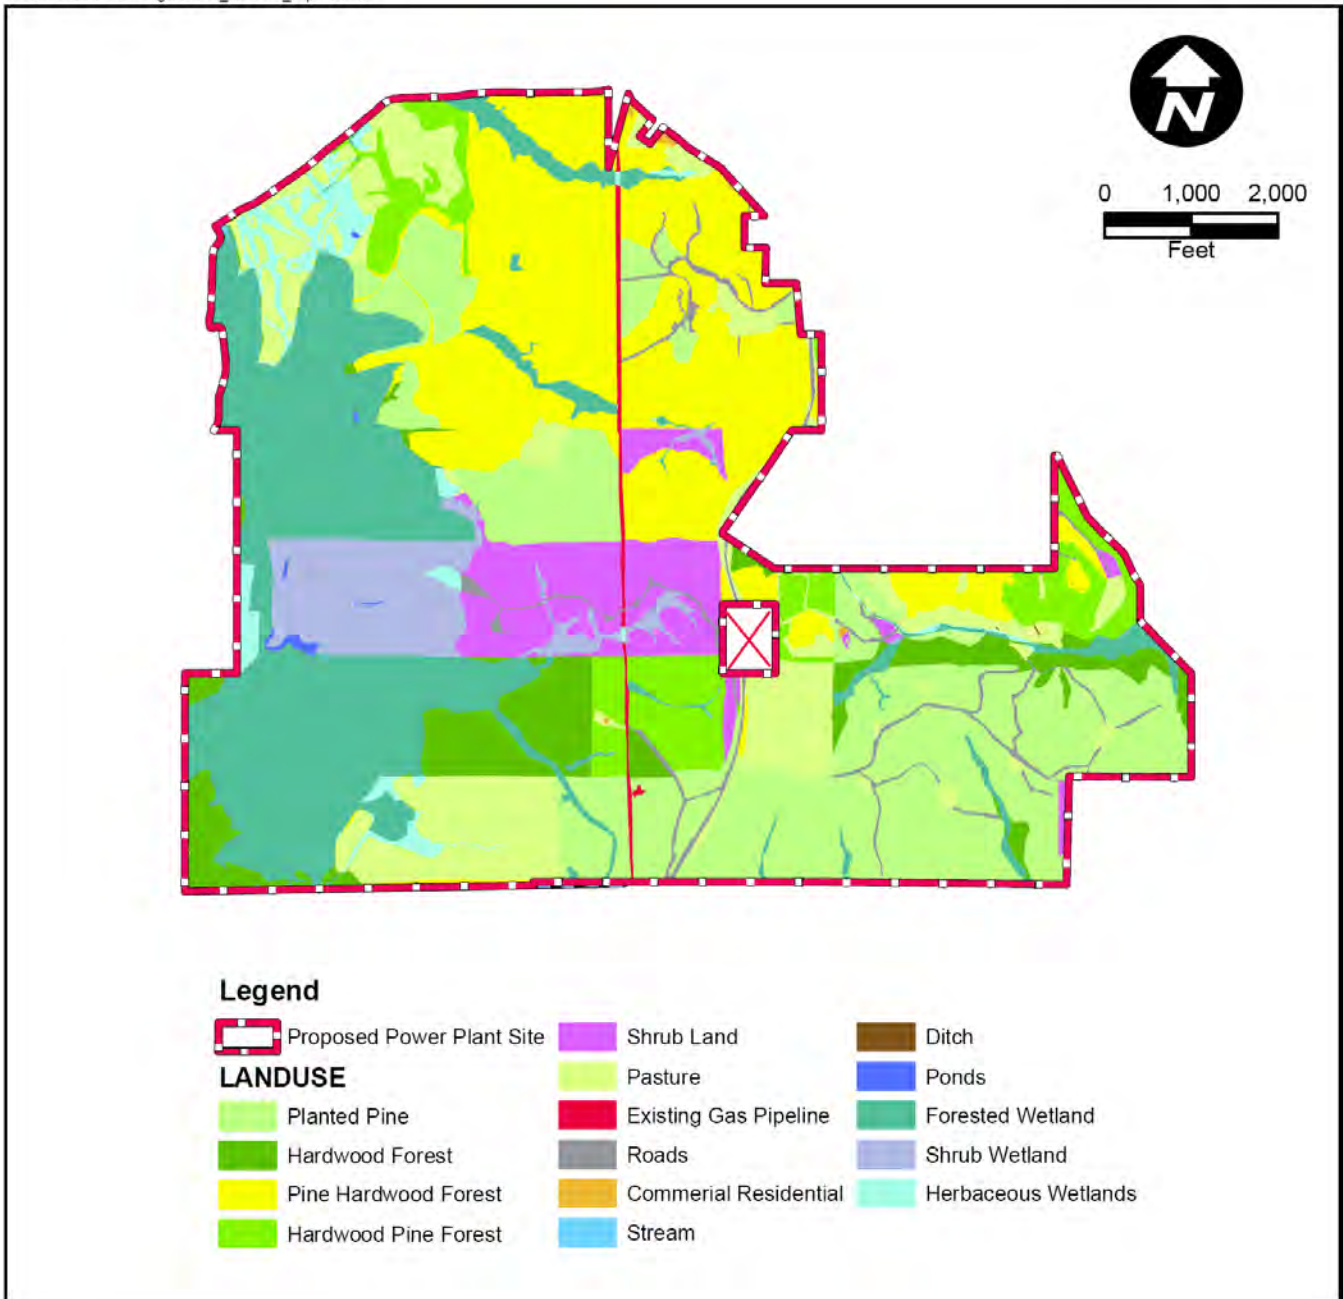 N
0 1,000 2,000
Feet
Legend
Proposed Power Plant Site
LANDUSE
Planted Pine
Hardwood Forest
Pine Hardwood Forest
Hardwood Pine Forest
Shrub Land
Pasture
Existing Gas Pipeline
Roads
Commerial Residential
Stream
Ditch
Ponds
Forested Wetland
Shrub Wetland
Herbaceous Wetlands